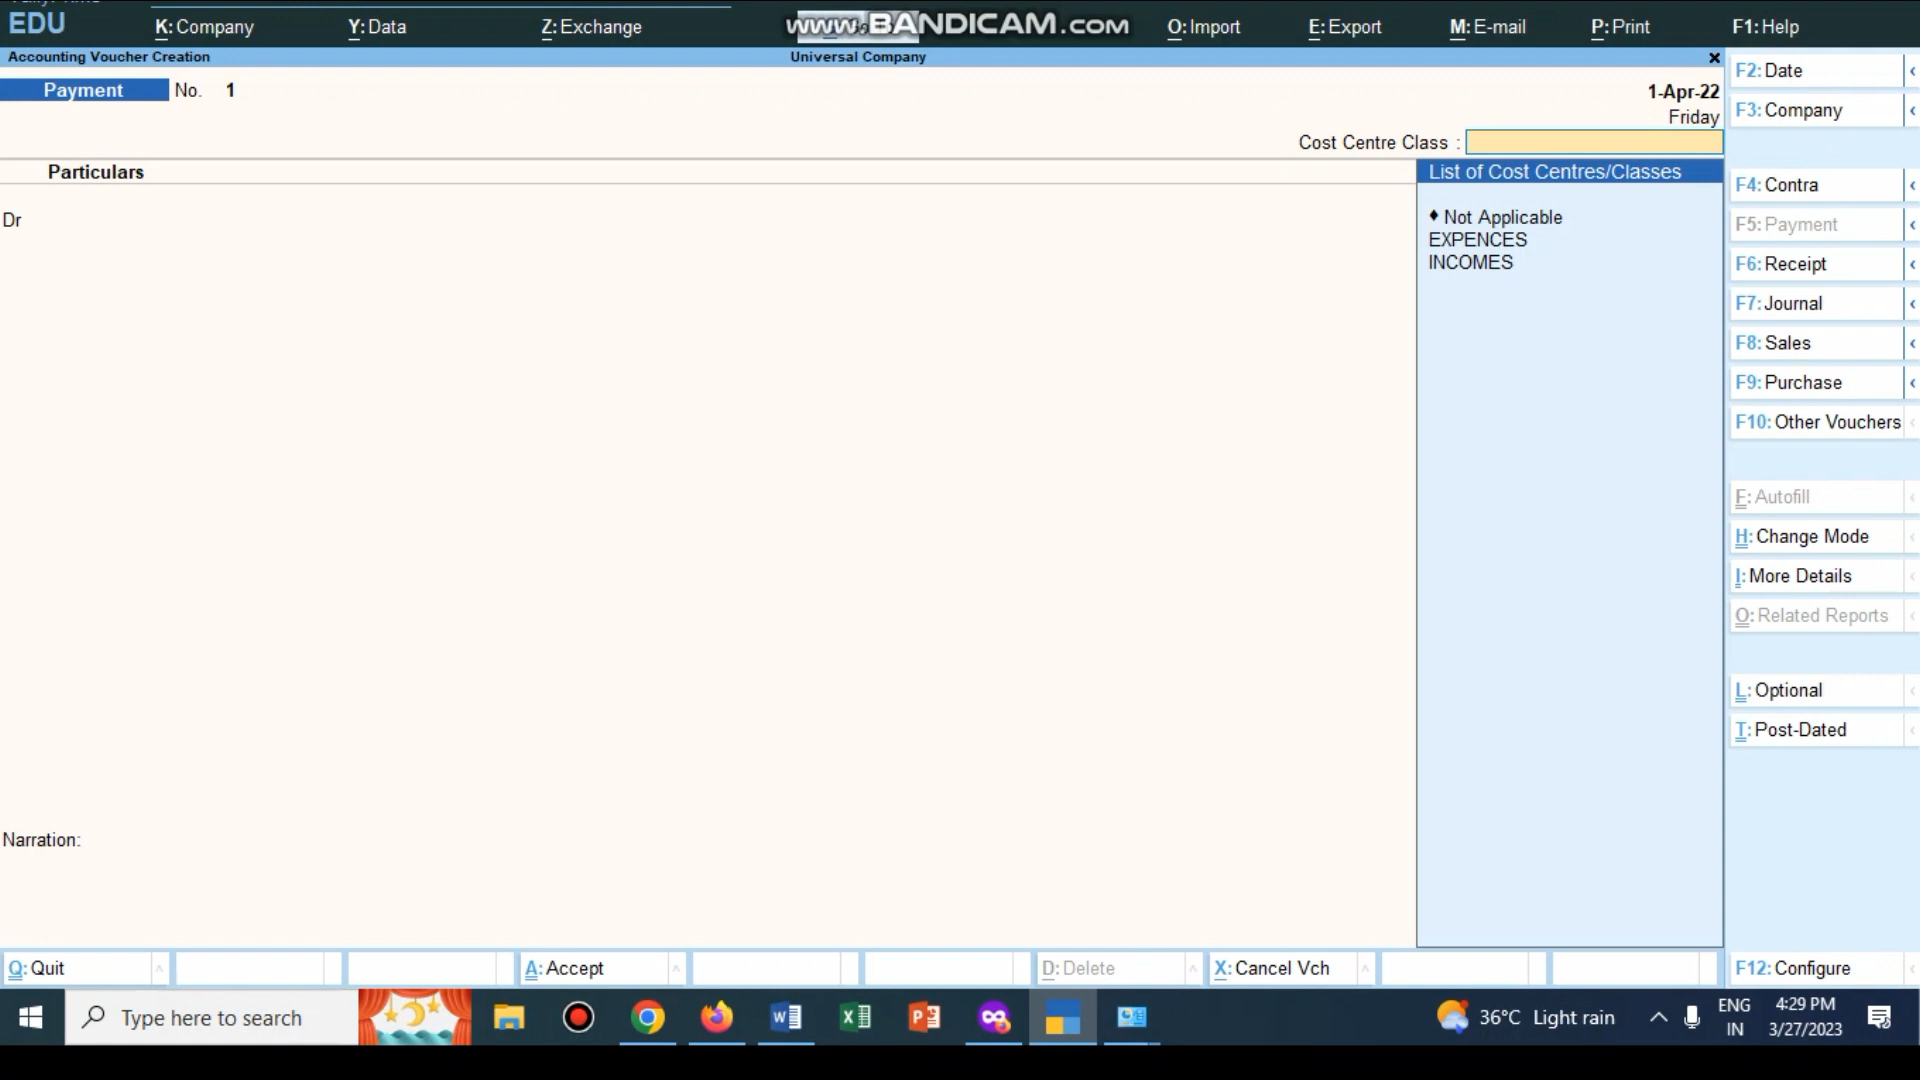 EDU
K: Company
Y: Data
Z: Exchange
www.BANDICAM.com
O: Import
E: Export
M: E-mail
P: Print
F1: Help
Accounting Voucher Creation
Universal Company
×
Payment No. 1
1-Apr-22
Friday
Cost Centre Class :
Particulars
Dr
Narration:
List of Cost Centres/Classes
♦ Not Applicable
EXPENCES
INCOMES
F2: Date
F3: Company
F4: Contra
F5: Payment
F6: Receipt
F7: Journal
F8: Sales
F9: Purchase
F10: Other Vouchers
F: Autofill
H: Change Mode
I: More Details
O: Related Reports
L: Optional
T: Post-Dated
Q: Quit
A: Accept
D: Delete
X: Cancel Vch
F12: Configure
Type here to search
36°C Light rain
ENG
IN
4:29 PM
3/27/2023